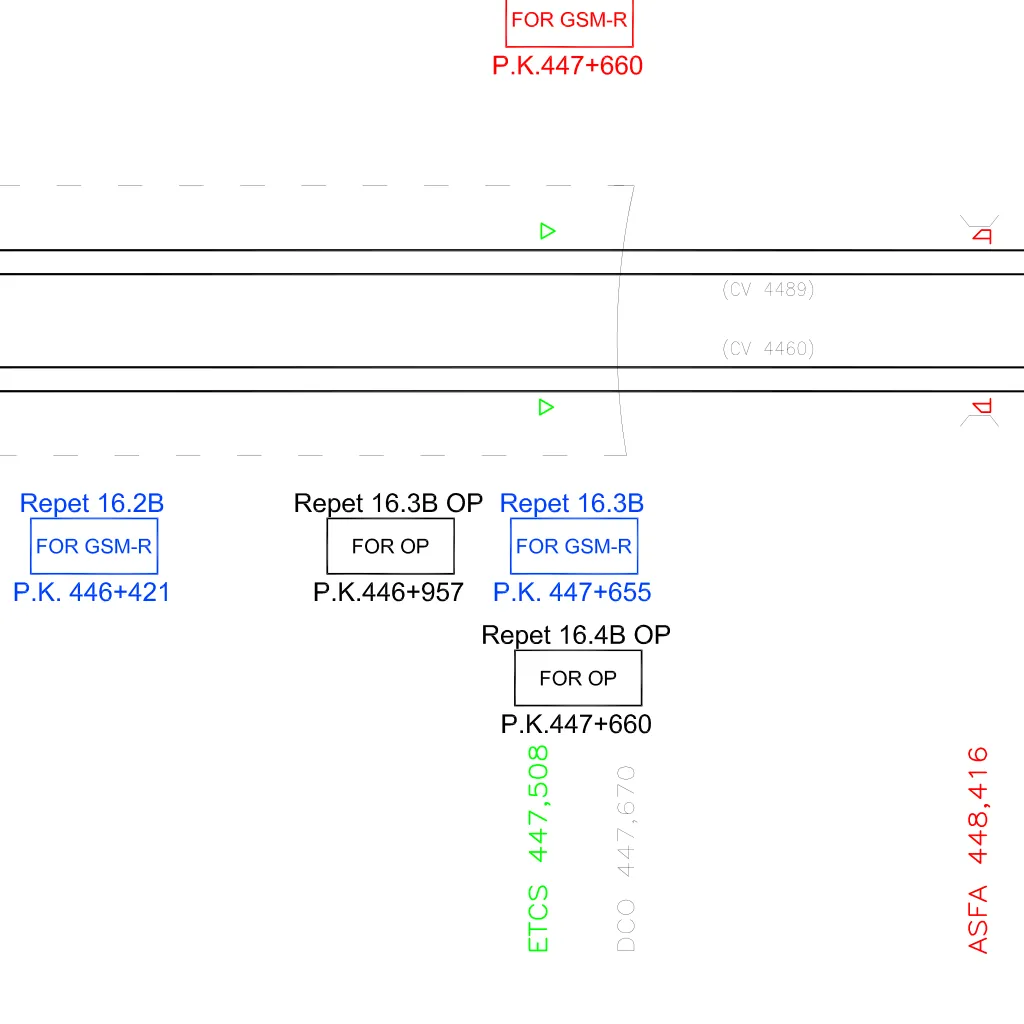 FOR GSM-R
P.K.447+660
(CV 4489)
(CV 4460)
Repet 16.2B
FOR GSM-R
P.K. 446+421
Repet 16.3B OP
FOR OP
P.K.446+957
Repet 16.3B
FOR GSM-R
P.K. 447+655
Repet 16.4B OP
FOR OP
P.K.447+660
ETCS 447,508
DCO 447,670
ASFA 448,416